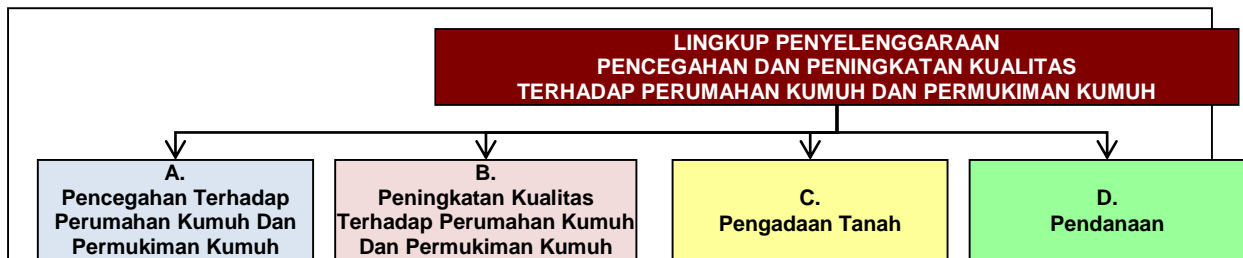 LINGKUP PENYELENGGARAAN
PENCEGAHAN DAN PENINGKATAN KUALITAS
TERHADAP PERUMAHAN KUMUH DAN PERMUKIMAN KUMUH
A.
Pencegahan Terhadap
Perumahan Kumuh Dan
Permukiman Kumuh
B.
Peningkatan Kualitas
Terhadap Perumahan Kumuh
Dan Permukiman Kumuh
C.
Pengadaan Tanah
D.
Pendanaan